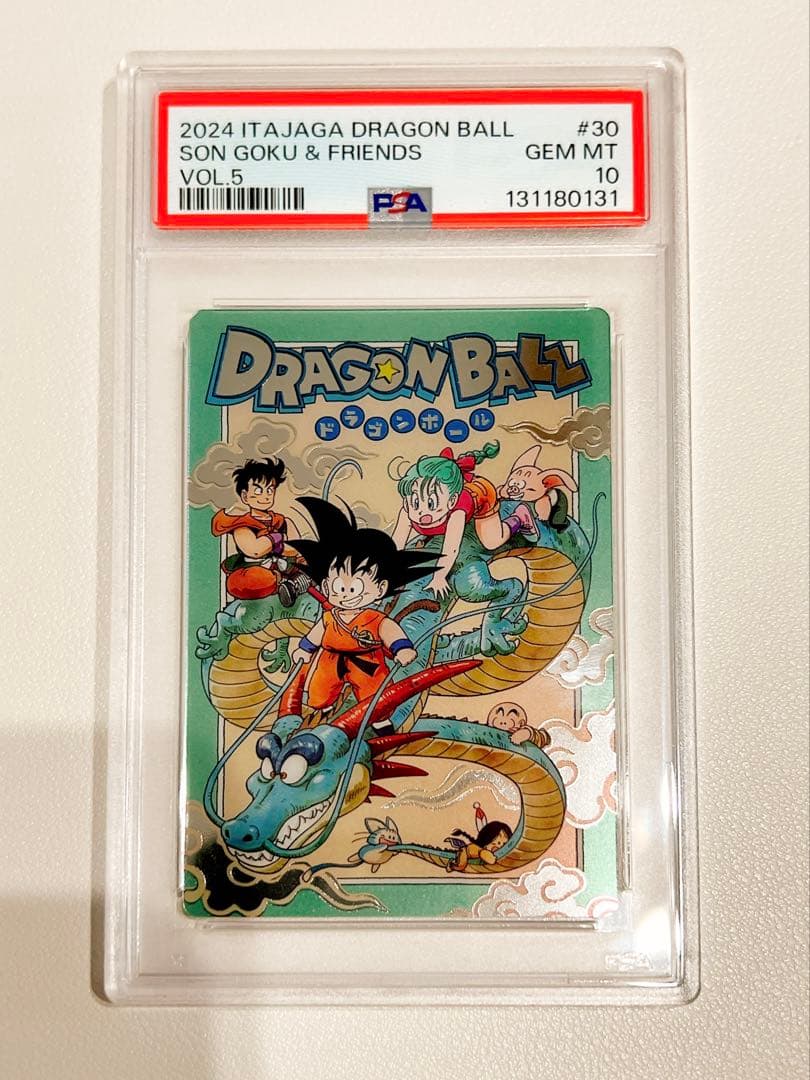 2024 ITAJAGA DRAGON BALL #30
SON GOKU & FRIENDS GEM MT
VOL.5 10
PSA 131180131
DRAGON BALL
ドラゴンボール